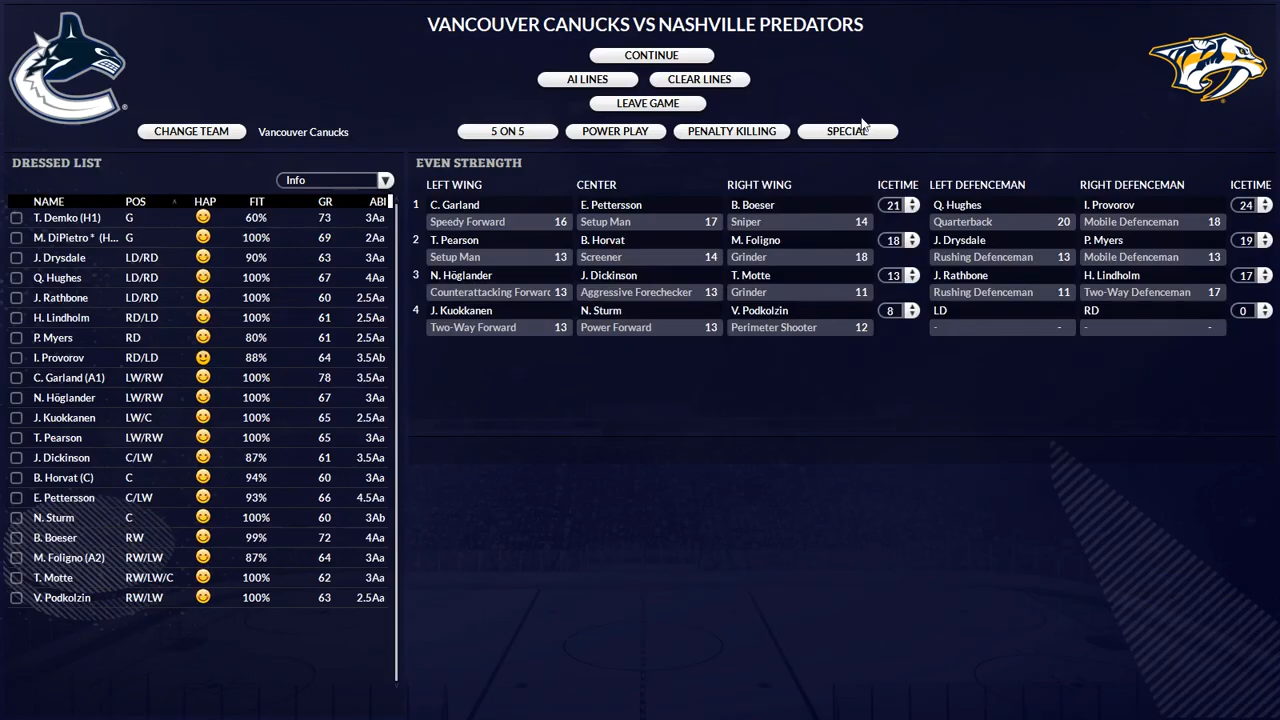 VANCOUVER CANUCKS VS NASHVILLE PREDATORS
CONTINUE
AI LINES CLEAR LINES
LEAVE GAME
CHANGE TEAM Vancouver Canucks 5 ON 5 POWER PLAY PENALTY KILLING SPECIAL
DRESSED LIST
Info
NAME POS HAP FIT GR ABI
T. Demko (H1) G 60% 73 3Aa
M. DiPietro * (H... G 100% 69 2Aa
J. Drysdale LD/RD 90% 63 3Aa
Q. Hughes LD/RD 100% 67 4Aa
J. Rathbone LD/RD 100% 60 2.5Aa
H. Lindholm RD/LD 100% 61 2.5Aa
P. Myers RD 80% 61 2.5Aa
I. Provorov RD/LD 88% 64 3.5Ab
C. Garland (A1) LW/RW 100% 78 3.5Aa
N. Höglander LW/RW 100% 67 3Aa
J. Kuokkanen LW/C 100% 65 2.5Aa
T. Pearson LW/RW 100% 65 3Aa
J. Dickinson C/LW 87% 61 3.5Aa
B. Horvat (C) C 94% 60 3Aa
E. Pettersson C/LW 93% 66 4.5Aa
N. Sturm C 100% 60 3Ab
B. Boeser RW 99% 72 4Aa
M. Foligno (A2) RW/LW 87% 64 3Aa
T. Motte RW/LW/C 100% 62 3Aa
V. Podkolzin RW/LW 100% 63 2.5Aa
EVEN STRENGTH
LEFT WING CENTER RIGHT WING ICETIME LEFT DEFENCEMAN RIGHT DEFENCEMAN ICETIME
1 C. Garland E. Pettersson B. Boeser 21 Q. Hughes I. Provorov 24
Speedy Forward 16 Setup Man 17 Sniper 14 Quarterback 20 Mobile Defenceman 18
2 T. Pearson B. Horvat M. Foligno 18 J. Drysdale P. Myers 19
Setup Man 13 Screener 14 Grinder 18 Rushing Defenceman 13 Mobile Defenceman 13
3 N. Höglander J. Dickinson T. Motte 13 J. Rathbone H. Lindholm 17
Counterattacking Forward 13 Aggressive Forechecker 13 Grinder 11 Rushing Defenceman 11 Two-Way Defenceman 17
4 J. Kuokkanen N. Sturm V. Podkolzin 8 LD RD 0
Two-Way Forward 13 Power Forward 13 Perimeter Shooter 12 - - - -